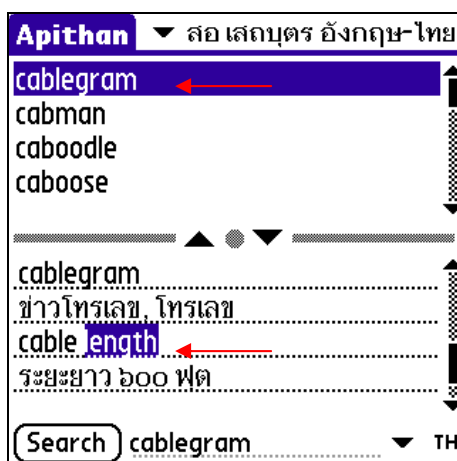 Apithan สอ เสถบุตร อังกฤษ-ไทย
cablegram
cabman
caboodle
caboose
cablegram
ข่าวโทรเลข, โทรเลข
cable length
ระยะยาว ๖๐๐ ฟุต
Search cablegram TH